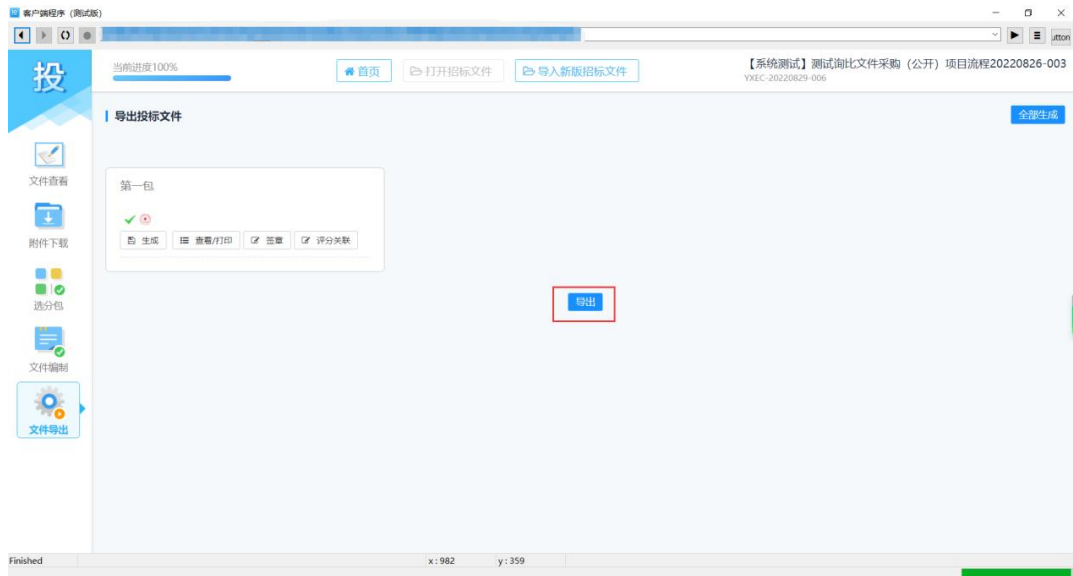 客户端程序 (测试版)
utton
投
当前进度100%
首页
打开招标文件
导入新版招标文件
【系统测试】测试询比文件采购（公开）项目流程20220826-003
YXEC-20220829-006
导出投标文件
全部生成
文件查看
附件下载
选分包
文件编制
文件导出
第一包
生成
查看/打印
签章
评分关联
导出
Finished
x : 982
y : 359